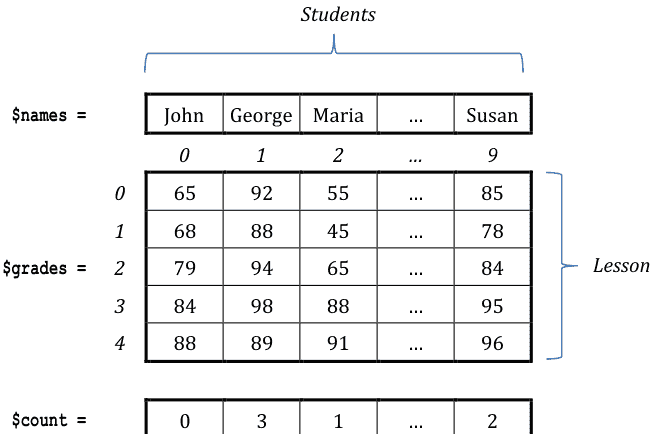 Students
$names = John George Maria ... Susan
0 1 2 ... 9
0 65 92 55 ... 85
1 68 88 45 ... 78
$grades = 2 79 94 65 ... 84 Lesson
3 84 98 88 ... 95
4 88 89 91 ... 96
$count = 0 3 1 ... 2